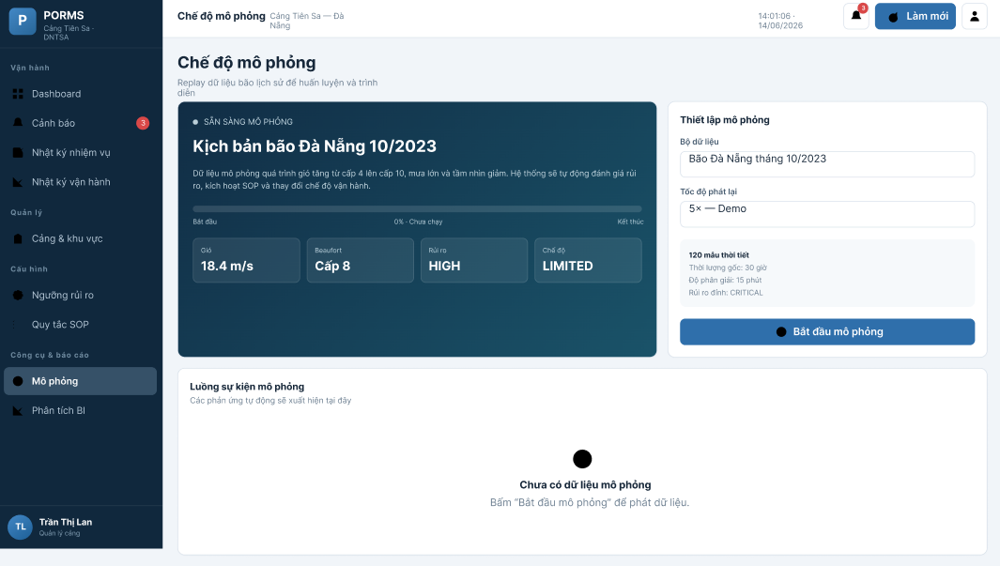 P
PORMS
Cảng Tiên Sa ·
DNTSA
Vận hành
Dashboard
Cảnh báo
3
Nhật ký nhiệm vụ
Nhật ký vận hành
Quản lý
Cảng & khu vực
Cấu hình
Ngưỡng rủi ro
Quy tắc SOP
Công cụ & báo cáo
Mô phỏng
Phân tích BI
TL
Trần Thị Lan
Quản lý cảng
Chế độ mô phỏng
Cảng Tiên Sa — Đà
Nẵng
14:01:06 ·
14/06/2026
3
Làm mới
Chế độ mô phỏng
Replay dữ liệu bão lịch sử để huấn luyện và trình
diễn
SẴN SÀNG MÔ PHỎNG
Kịch bản bão Đà Nẵng 10/2023
Dữ liệu mô phỏng quá trình gió tăng từ cấp 4 lên cấp 10, mưa lớn và tầm nhìn giảm. Hệ thống sẽ tự động đánh giá rủi
ro, kích hoạt SOP và thay đổi chế độ vận hành.
Bắt đầu
0% · Chưa chạy
Kết thúc
Gió
18.4 m/s
Beaufort
Cấp 8
Rủi ro
HIGH
Chế độ
LIMITED
Thiết lập mô phỏng
Bộ dữ liệu
Bão Đà Nẵng tháng 10/2023
Tốc độ phát lại
5× — Demo
120 mẫu thời tiết
Thời lượng gốc: 30 giờ
Độ phân giải: 15 phút
Rủi ro đỉnh: CRITICAL
Bắt đầu mô phỏng
Luồng sự kiện mô phỏng
Các phản ứng tự động sẽ xuất hiện tại đây
Chưa có dữ liệu mô phỏng
Bấm “Bắt đầu mô phỏng” để phát dữ liệu.